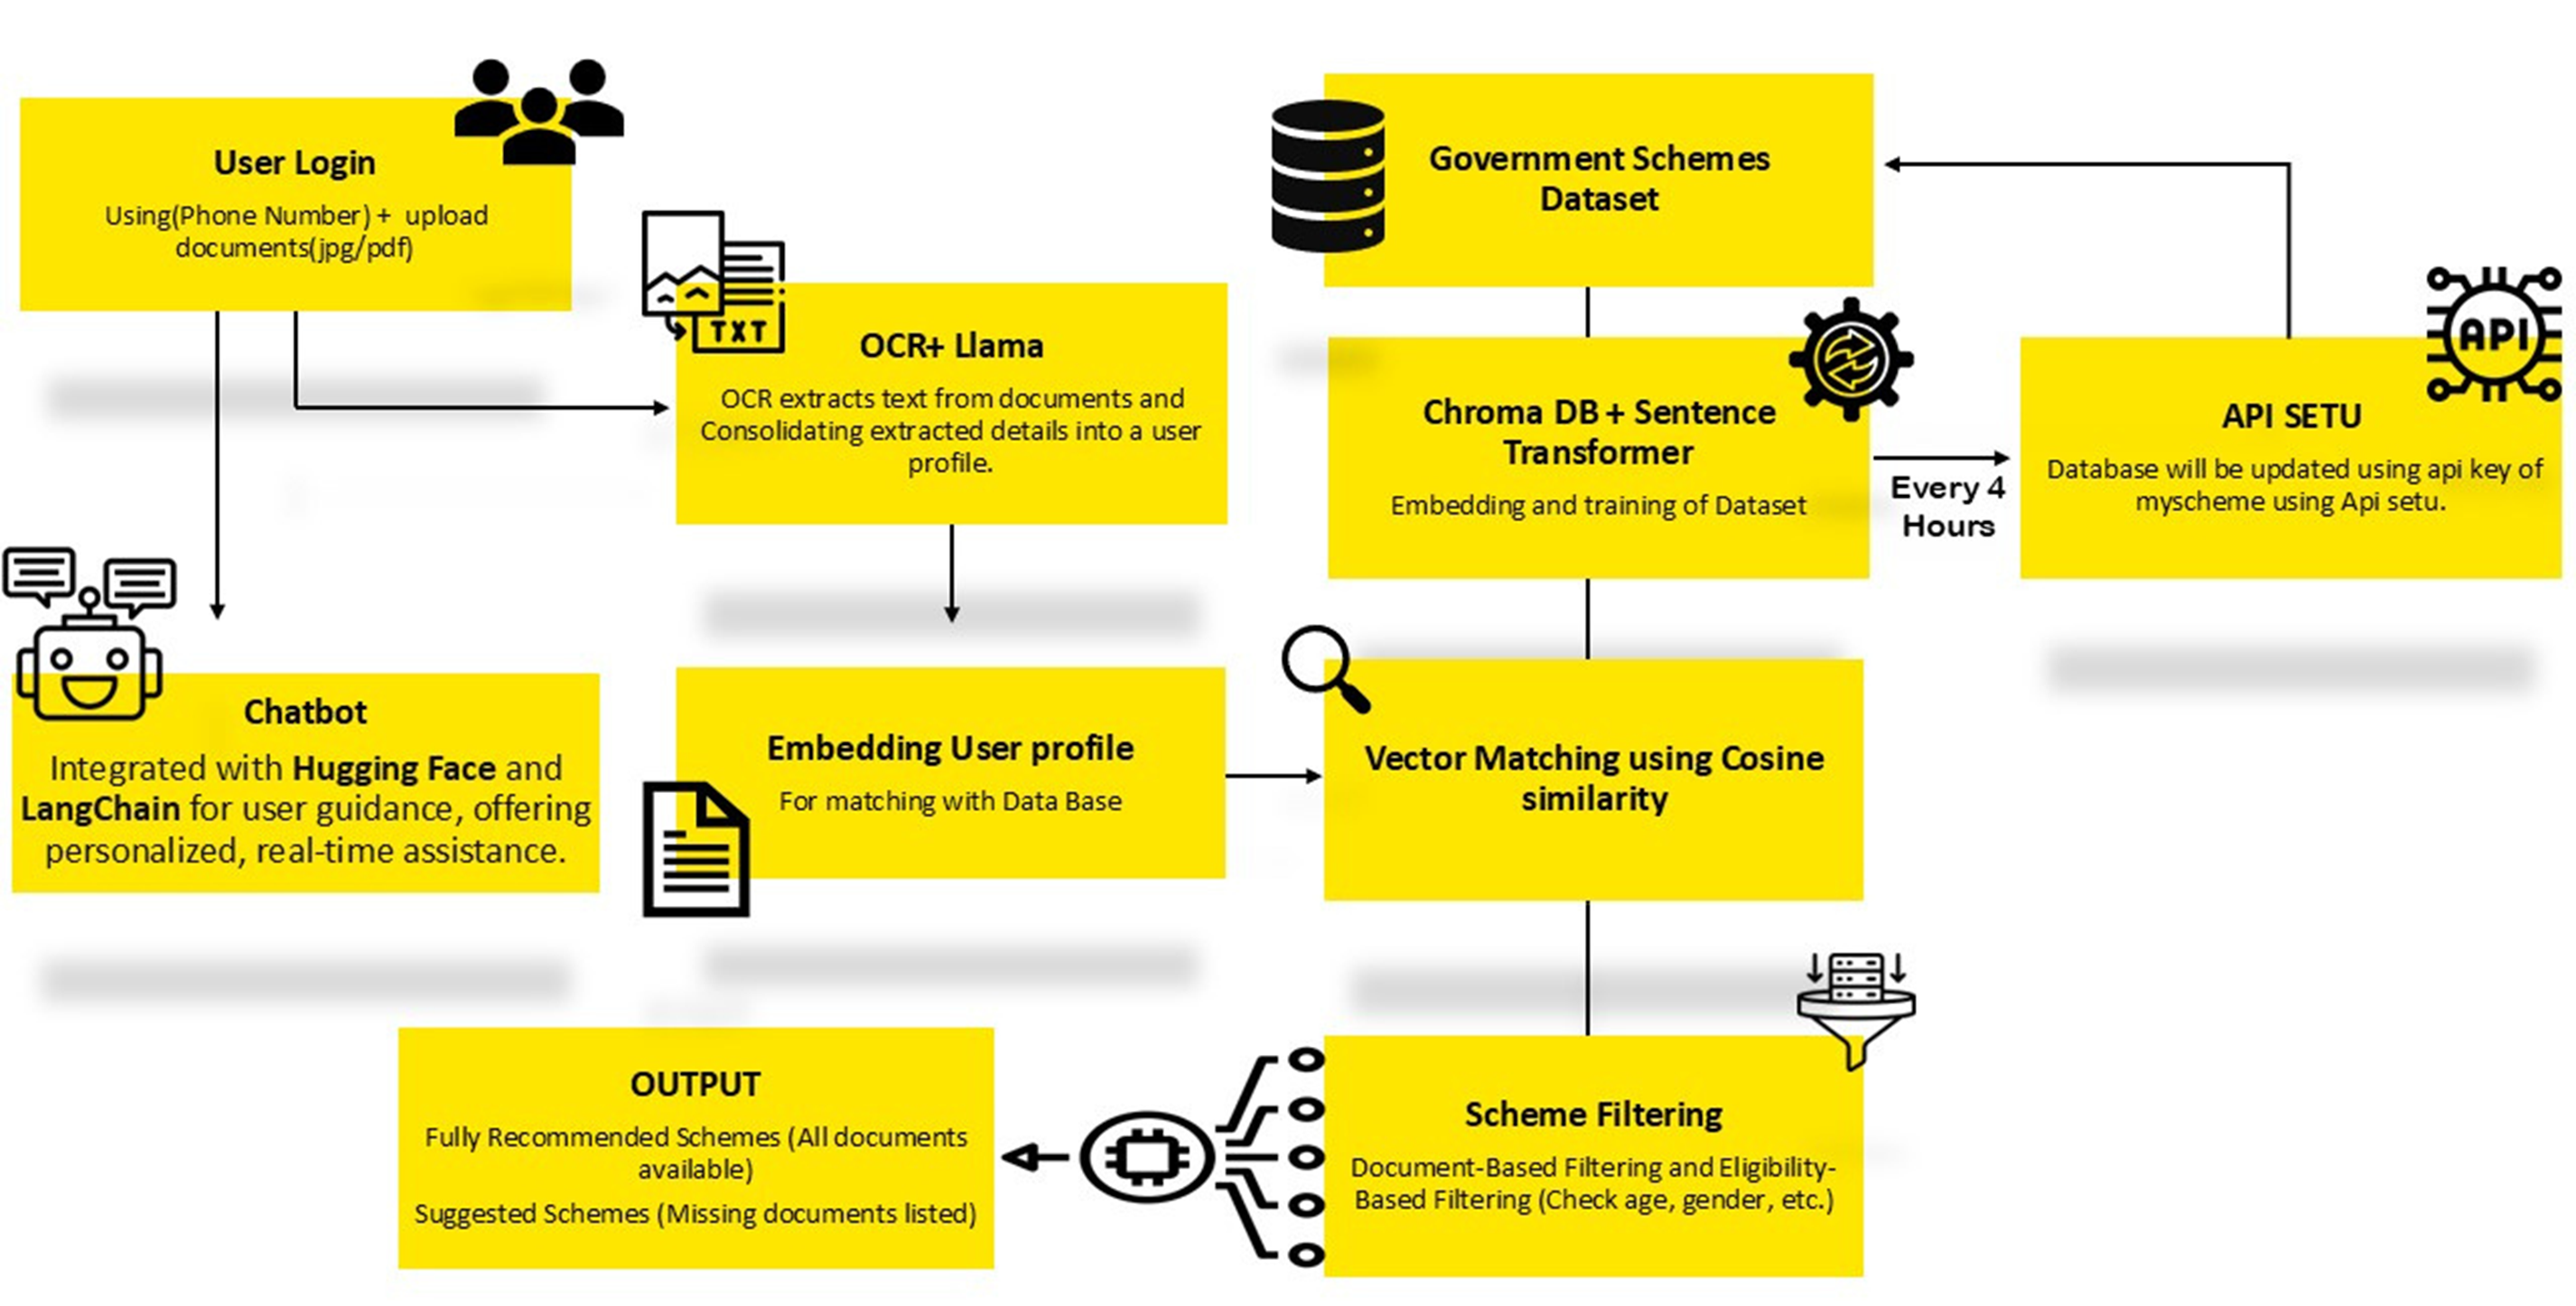 User Login
Using(Phone Number) + upload
documents(jpg/pdf)
TXT
OCR+ Llama
OCR extracts text from documents and
Consolidating extracted details into a user
profile.
Government Schemes
Dataset
Chroma DB + Sentence
Transformer
Embedding and training of Dataset
Every 4
Hours
API
API SETU
Database will be updated using api key of
myscheme using Api setu.
Chatbot
Integrated with Hugging Face and
LangChain for user guidance, offering
personalized, real-time assistance.
Embedding User profile
For matching with Data Base
Vector Matching using Cosine
similarity
OUTPUT
Fully Recommended Schemes (All documents
available)
Suggested Schemes (Missing documents listed)
Scheme Filtering
Document-Based Filtering and Eligibility-
Based Filtering (Check age, gender, etc.)